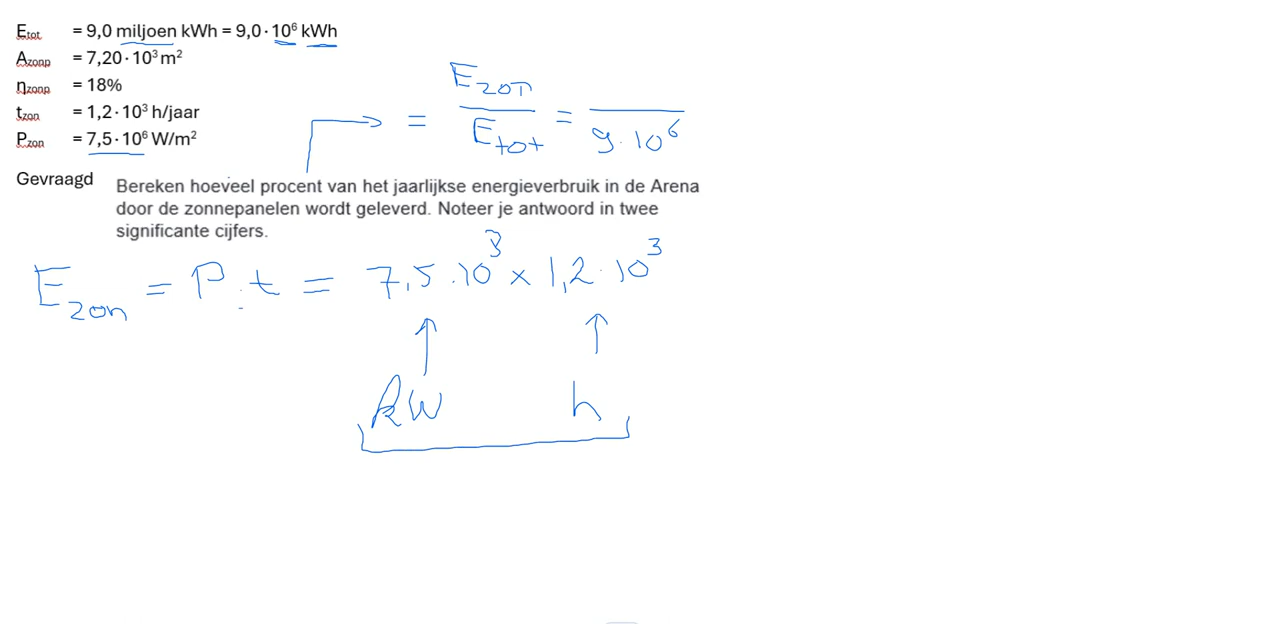 Etot = 9,0 miljoen kWh = 9,0 · 10⁶ kWh
Azonp = 7,20 · 10³ m²
ηzonp = 18%
tzon = 1,2 · 10³ h/jaar
Pzon = 7,5 · 10⁶ W/m²
= Ezon / Etot = / 9·10⁶
Gevraagd
Bereken hoeveel procent van het jaarlijkse energieverbruik in de Arena
door de zonnepanelen wordt geleverd. Noteer je antwoord in twee
significante cijfers.
Ezon = P·t = 7,5·10³ × 1,2·10³
kW h